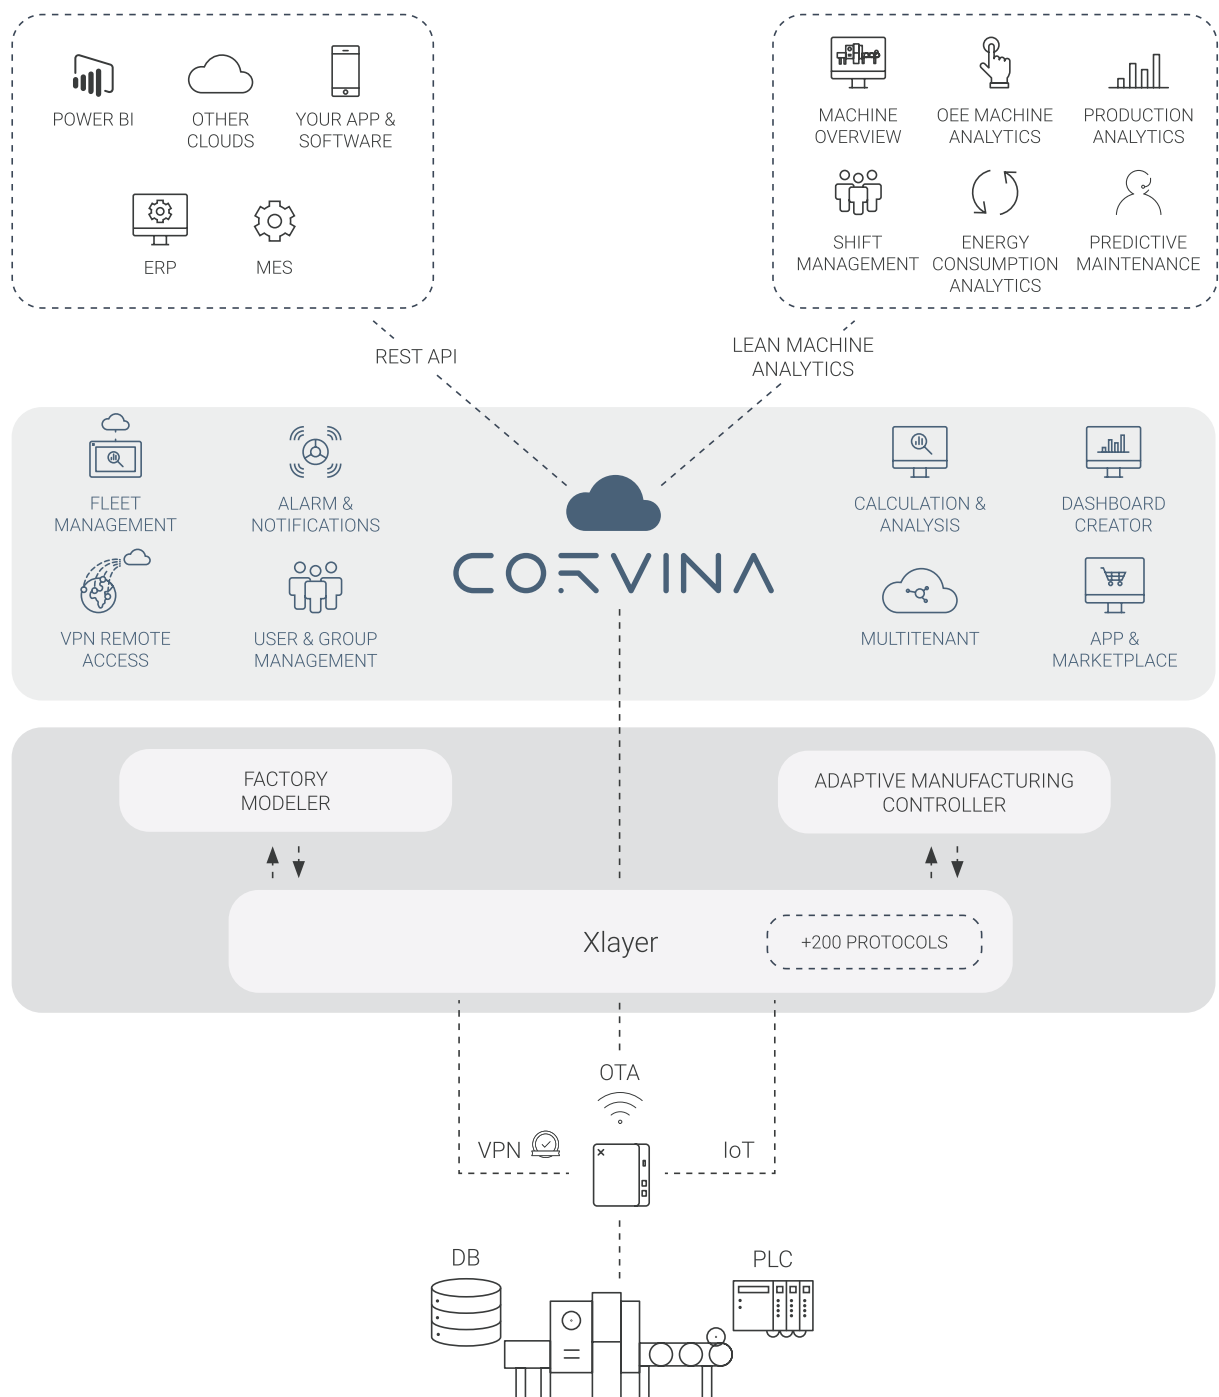 POWER BI
OTHER
CLOUDS
YOUR APP &
SOFTWARE
ERP
MES
MACHINE
OVERVIEW
OEE MACHINE
ANALYTICS
PRODUCTION
ANALYTICS
SHIFT
MANAGEMENT
ENERGY
CONSUMPTION
ANALYTICS
PREDICTIVE
MAINTENANCE
REST API
LEAN MACHINE
ANALYTICS
FLEET
MANAGEMENT
ALARM &
NOTIFICATIONS
VPN REMOTE
ACCESS
USER & GROUP
MANAGEMENT
CORVINA
CALCULATION &
ANALYSIS
DASHBOARD
CREATOR
MULTITENANT
APP &
MARKETPLACE
FACTORY
MODELER
ADAPTIVE MANUFACTURING
CONTROLLER
Xlayer
+200 PROTOCOLS
OTA
VPN
IoT
DB
PLC